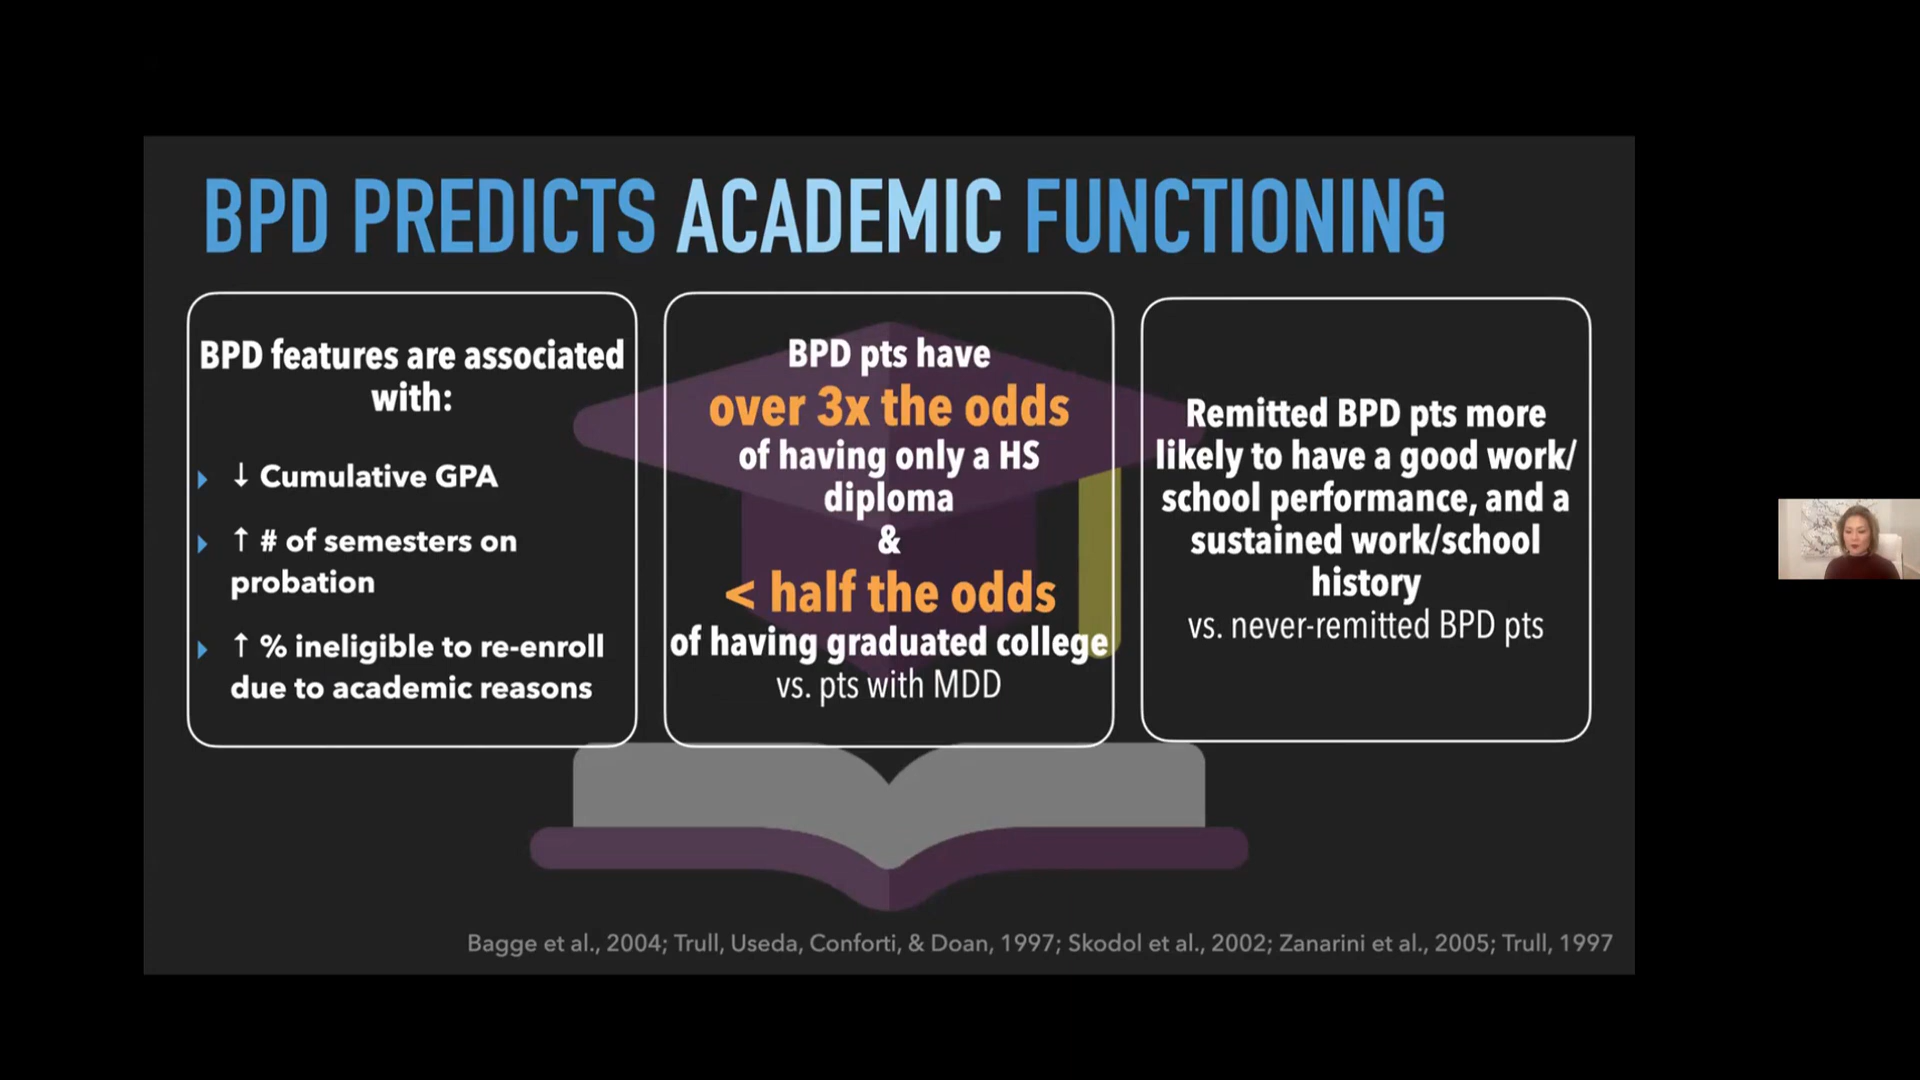 BPD PREDICTS ACADEMIC FUNCTIONING
BPD features are associated
with:
↓ Cumulative GPA
↑ # of semesters on
probation
↑ % ineligible to re-enroll
due to academic reasons
BPD pts have
over 3x the odds
of having only a HS
diploma
&
< half the odds
of having graduated college
vs. pts with MDD
Remitted BPD pts more
likely to have a good work/
school performance, and a
sustained work/school
history
vs. never-remitted BPD pts
Bagge et al., 2004; Trull, Useda, Conforti, & Doan, 1997; Skodol et al., 2002; Zanarini et al., 2005; Trull, 1997